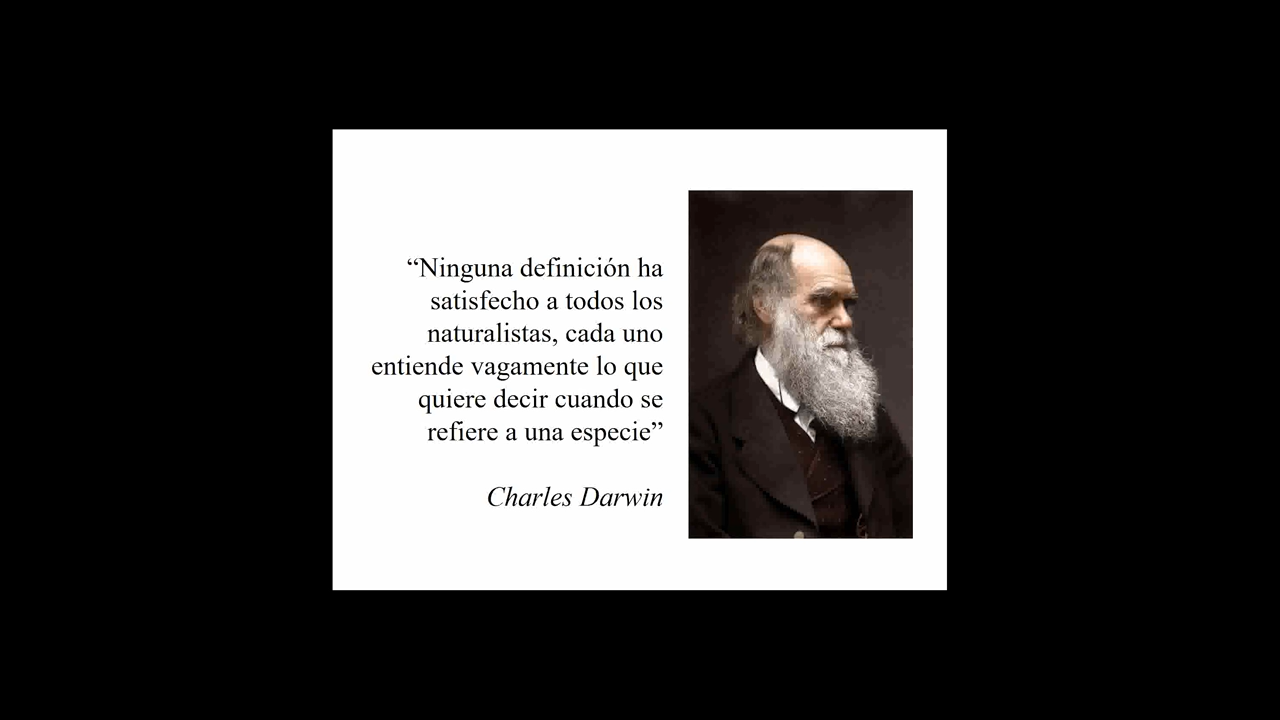 “Ninguna definición ha
satisfecho a todos los
naturalistas, cada uno
entiende vagamente lo que
quiere decir cuando se
refiere a una especie”
Charles Darwin